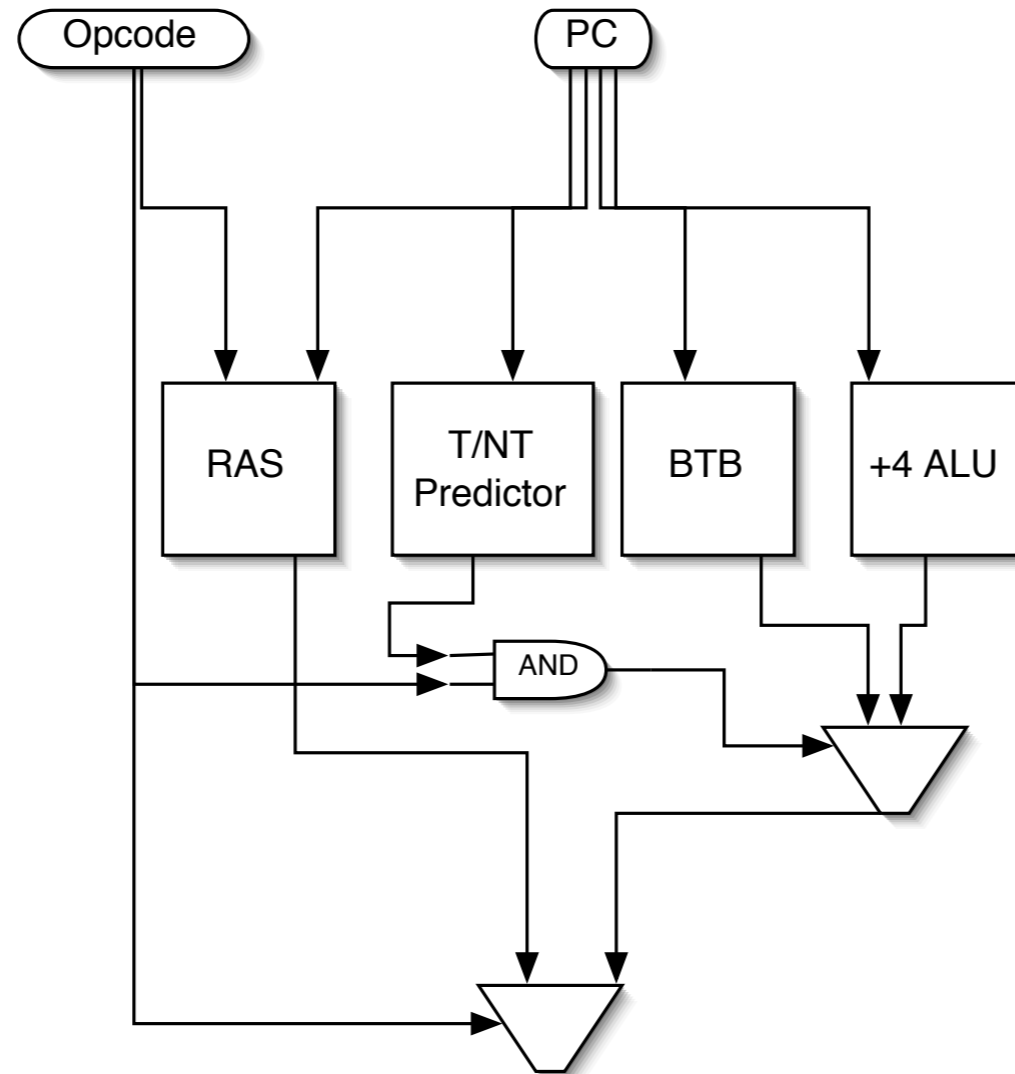 Opcode
PC
RAS
T/NT
Predictor
BTB
+4 ALU
AND